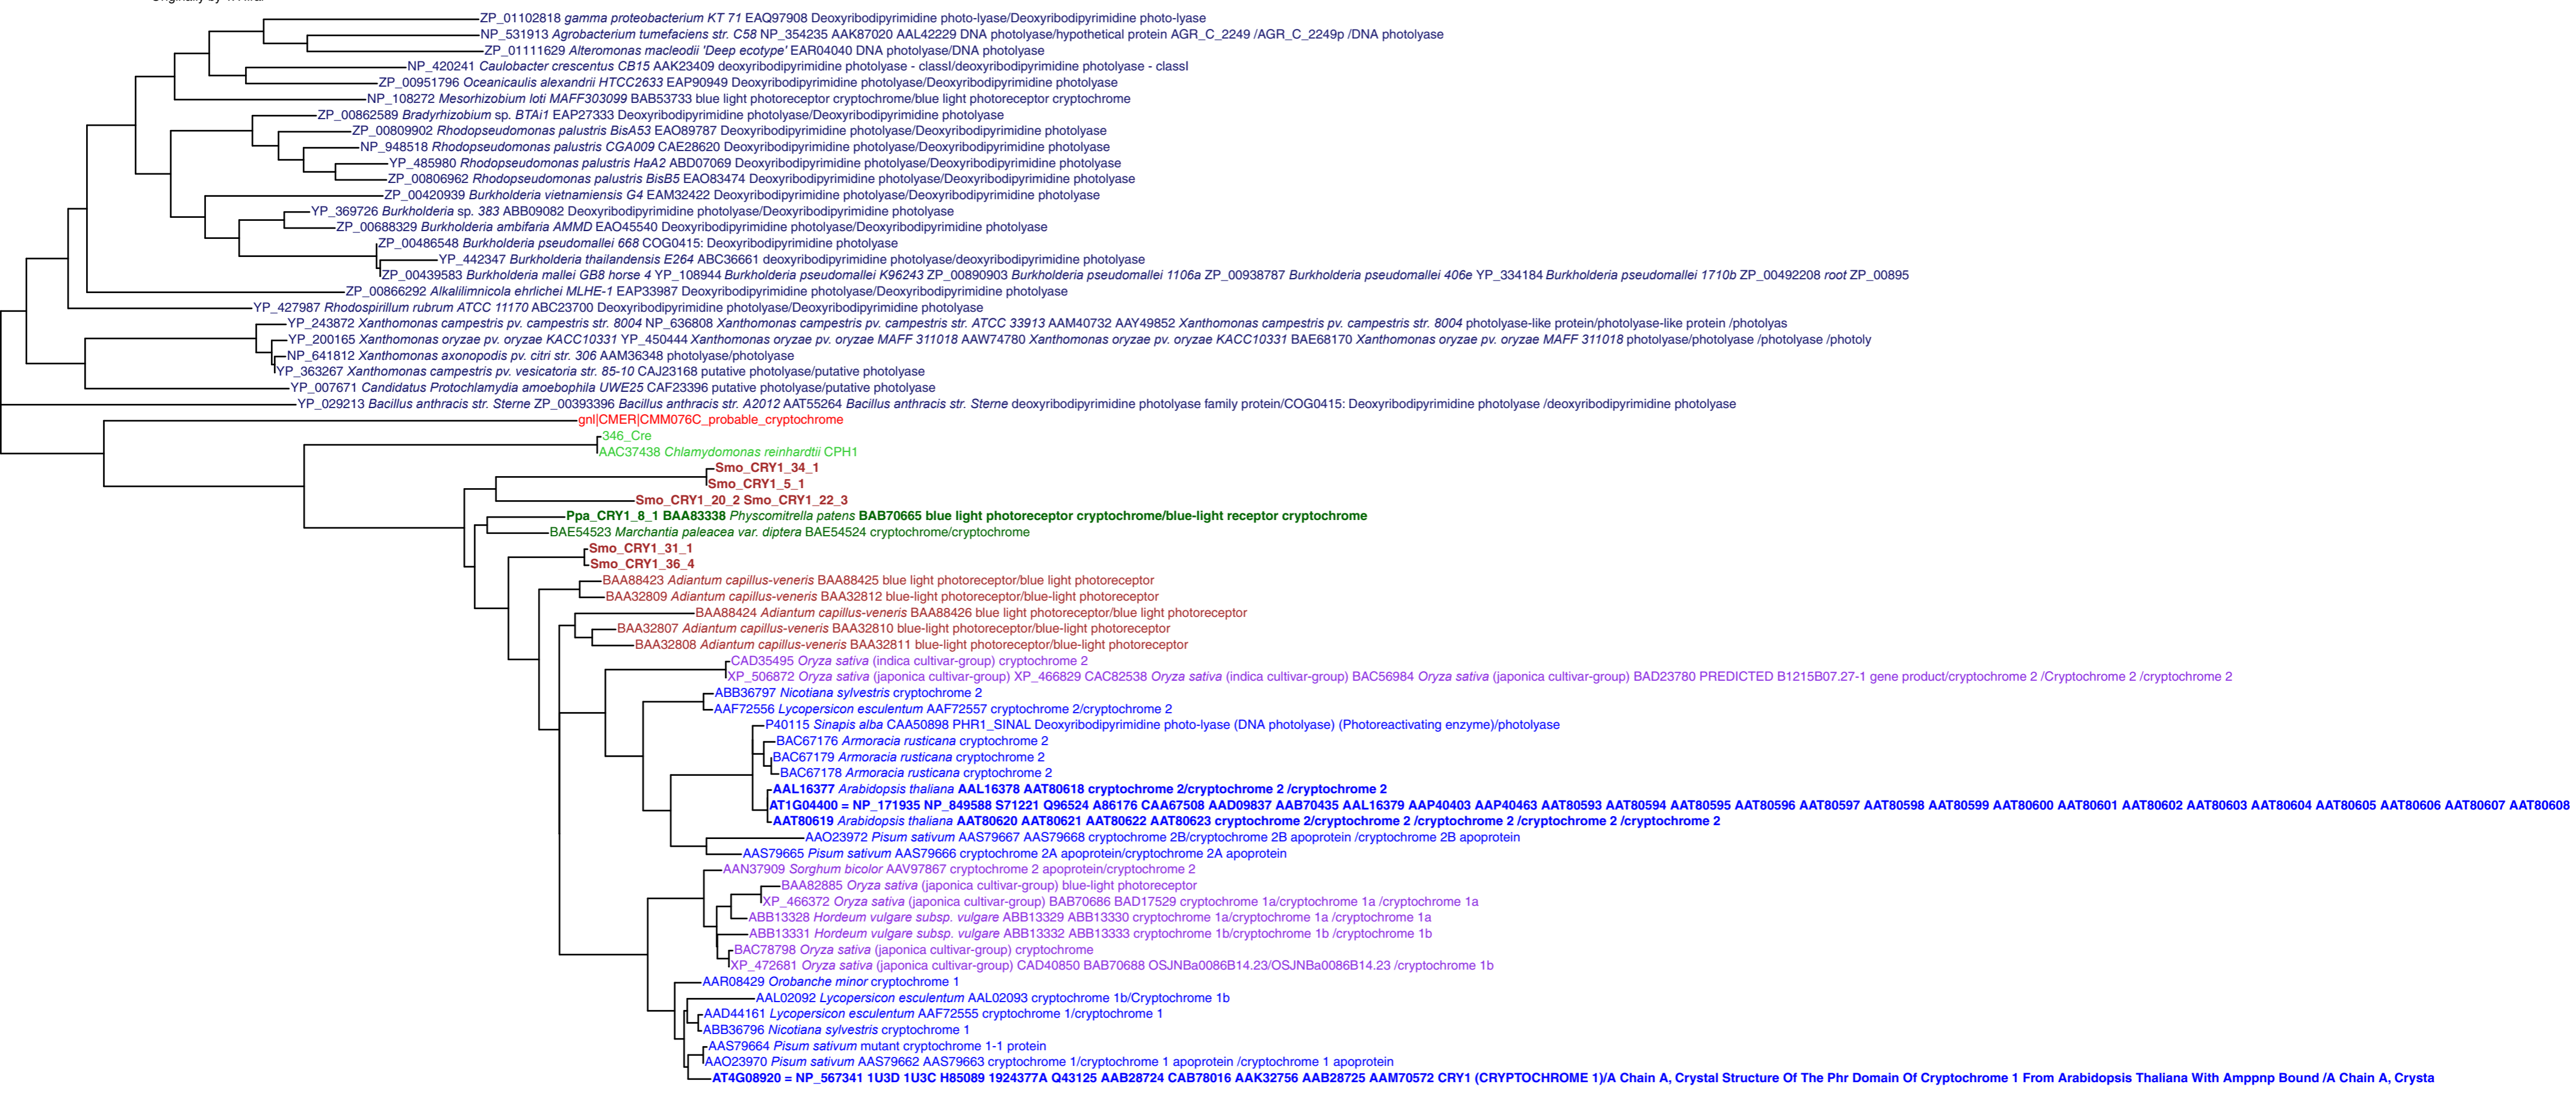 ZP_01102818 gamma proteobacterium KT 71 EAQ97908 Deoxyribodipyrimidine photo-lyase/Deoxyribodipyrimidine photo-lyase
NP_531913 Agrobacterium tumefaciens str. C58 NP_354235 AAK87020 AAL42229 DNA photolyase/hypothetical protein AGR_C_2249 /AGR_C_2249p /DNA photolyase
ZP_01111629 Alteromonas macleodii 'Deep ecotype' EAR04040 DNA photolyase/DNA photolyase
NP_420241 Caulobacter crescentus CB15 AAK23409 deoxyribodipyrimidine photolyase - classI/deoxyribodipyrimidine photolyase - classI
ZP_00951796 Oceanicaulis alexandrii HTCC2633 EAP90949 Deoxyribodipyrimidine photolyase/Deoxyribodipyrimidine photolyase
NP_108272 Mesorhizobium loti MAFF303099 BAB53733 blue light photoreceptor cryptochrome/blue light photoreceptor cryptochrome
ZP_00862589 Bradyrhizobium sp. BTAi1 EAP27333 Deoxyribodipyrimidine photolyase/Deoxyribodipyrimidine photolyase
ZP_00809902 Rhodopseudomonas palustris BisA53 EAO89787 Deoxyribodipyrimidine photolyase/Deoxyribodipyrimidine photolyase
NP_948518 Rhodopseudomonas palustris CGA009 CAE28620 Deoxyribodipyrimidine photolyase/Deoxyribodipyrimidine photolyase
YP_485980 Rhodopseudomonas palustris HaA2 ABD07069 Deoxyribodipyrimidine photolyase/Deoxyribodipyrimidine photolyase
ZP_00806962 Rhodopseudomonas palustris BisB5 EAO83474 Deoxyribodipyrimidine photolyase/Deoxyribodipyrimidine photolyase
ZP_00420939 Burkholderia vietnamiensis G4 EAM32422 Deoxyribodipyrimidine photolyase/Deoxyribodipyrimidine photolyase
YP_369726 Burkholderia sp. 383 ABB09082 Deoxyribodipyrimidine photolyase/Deoxyribodipyrimidine photolyase
ZP_00688329 Burkholderia ambifaria AMMD EAO45540 Deoxyribodipyrimidine photolyase/Deoxyribodipyrimidine photolyase
ZP_00486548 Burkholderia pseudomallei 668 COG0415: Deoxyribodipyrimidine photolyase
YP_442347 Burkholderia thailandensis E264 ABC36661 deoxyribodipyrimidine photolyase/deoxyribodipyrimidine photolyase
ZP_00439583 Burkholderia mallei GB8 horse 4 YP_108944 Burkholderia pseudomallei K96243 ZP_00890903 Burkholderia pseudomallei 1106a ZP_00938787 Burkholderia pseudomallei 406e YP_334184 Burkholderia pseudomallei 1710b ZP_00492208 root ZP_00895
ZP_00866292 Alkalilimnicola ehrlichei MLHE-1 EAP33987 Deoxyribodipyrimidine photolyase/Deoxyribodipyrimidine photolyase
YP_427987 Rhodospirillum rubrum ATCC 11170 ABC23700 Deoxyribodipyrimidine photolyase/Deoxyribodipyrimidine photolyase
YP_243872 Xanthomonas campestris pv. campestris str. 8004 NP_636808 Xanthomonas campestris pv. campestris str. ATCC 33913 AAM40732 AAY49852 Xanthomonas campestris pv. campestris str. 8004 photolyase-like protein/photolyase-like protein /photolyas
YP_200165 Xanthomonas oryzae pv. oryzae KACC10331 YP_450444 Xanthomonas oryzae pv. oryzae MAFF 311018 AAW74780 Xanthomonas oryzae pv. oryzae KACC10331 BAE68170 Xanthomonas oryzae pv. oryzae MAFF 311018 photolyase/photolyase /photolyase /photoly
NP_641812 Xanthomonas axonopodis pv. citri str. 306 AAM36348 photolyase/photolyase
YP_363267 Xanthomonas campestris pv. vesicatoria str. 85-10 CAJ23168 putative photolyase/putative photolyase
YP_007671 Candidatus Protochlamydia amoebophila UWE25 CAF23396 putative photolyase/putative photolyase
YP_029213 Bacillus anthracis str. Sterne ZP_00393396 Bacillus anthracis str. A2012 AAT55264 Bacillus anthracis str. Sterne deoxyribodipyrimidine photolyase family protein/COG0415: Deoxyribodipyrimidine photolyase /deoxyribodipyrimidine photolyase
gnl|CMER|CMM076C_probable_cryptochrome
346_Cre
AAC37438 Chlamydomonas reinhardtii CPH1
Smo_CRY1_34_1
Smo_CRY1_5_1
Smo_CRY1_20_2 Smo_CRY1_22_3
Ppa_CRY1_8_1 BAA83338 Physcomitrella patens BAB70665 blue light photoreceptor cryptochrome/blue-light receptor cryptochrome
BAE54523 Marchantia paleacea var. diptera BAE54524 cryptochrome/cryptochrome
Smo_CRY1_31_1
Smo_CRY1_36_4
BAA88423 Adiantum capillus-veneris BAA88425 blue light photoreceptor/blue light photoreceptor
BAA32809 Adiantum capillus-veneris BAA32812 blue-light photoreceptor/blue-light photoreceptor
BAA88424 Adiantum capillus-veneris BAA88426 blue light photoreceptor/blue light photoreceptor
BAA32807 Adiantum capillus-veneris BAA32810 blue-light photoreceptor/blue-light photoreceptor
BAA32808 Adiantum capillus-veneris BAA32811 blue-light photoreceptor/blue-light photoreceptor
CAD35495 Oryza sativa (indica cultivar-group) cryptochrome 2
XP_506872 Oryza sativa (japonica cultivar-group) XP_466829 CAC82538 Oryza sativa (indica cultivar-group) BAC56984 Oryza sativa (japonica cultivar-group) BAD23780 PREDICTED B1215B07.27-1 gene product/cryptochrome 2 /Cryptochrome 2 /cryptochrome 2
ABB36797 Nicotiana sylvestris cryptochrome 2
AAF72556 Lycopersicon esculentum AAF72557 cryptochrome 2/cryptochrome 2
P40115 Sinapis alba CAA50898 PHR1_SINAL Deoxyribodipyrimidine photo-lyase (DNA photolyase) (Photoreactivating enzyme)/photolyase
BAC67176 Armoracia rusticana cryptochrome 2
BAC67179 Armoracia rusticana cryptochrome 2
BAC67178 Armoracia rusticana cryptochrome 2
AAL16377 Arabidopsis thaliana AAL16378 AAT80618 cryptochrome 2/cryptochrome 2 /cryptochrome 2
AT1G04400 = NP_171935 NP_849588 S71221 Q96524 A86176 CAA67508 AAD09837 AAB70435 AAL16379 AAP40403 AAP40463 AAT80593 AAT80594 AAT80595 AAT80596 AAT80597 AAT80598 AAT80599 AAT80600 AAT80601 AAT80602 AAT80603 AAT80604 AAT80605 AAT80606 AAT80607 AAT80608
AAT80619 Arabidopsis thaliana AAT80620 AAT80621 AAT80622 AAT80623 cryptochrome 2/cryptochrome 2 /cryptochrome 2 /cryptochrome 2 /cryptochrome 2
AAO23972 Pisum sativum AAS79667 AAS79668 cryptochrome 2B/cryptochrome 2B apoprotein /cryptochrome 2B apoprotein
AAS79665 Pisum sativum AAS79666 cryptochrome 2A apoprotein/cryptochrome 2A apoprotein
AAN37909 Sorghum bicolor AAV97867 cryptochrome 2 apoprotein/cryptochrome 2
BAA82885 Oryza sativa (japonica cultivar-group) blue-light photoreceptor
XP_466372 Oryza sativa (japonica cultivar-group) BAB70686 BAD17529 cryptochrome 1a/cryptochrome 1a /cryptochrome 1a
ABB13328 Hordeum vulgare subsp. vulgare ABB13329 ABB13330 cryptochrome 1a/cryptochrome 1a /cryptochrome 1a
ABB13331 Hordeum vulgare subsp. vulgare ABB13332 ABB13333 cryptochrome 1b/cryptochrome 1b /cryptochrome 1b
BAC78798 Oryza sativa (japonica cultivar-group) cryptochrome
XP_472681 Oryza sativa (japonica cultivar-group) CAD40850 BAB70688 OSJNBa0086B14.23/OSJNBa0086B14.23 /cryptochrome 1b
AAR08429 Orobanche minor cryptochrome 1
AAL02092 Lycopersicon esculentum AAL02093 cryptochrome 1b/Cryptochrome 1b
AAD44161 Lycopersicon esculentum AAF72555 cryptochrome 1/cryptochrome 1
ABB36796 Nicotiana sylvestris cryptochrome 1
AAS79664 Pisum sativum mutant cryptochrome 1-1 protein
AAO23970 Pisum sativum AAS79662 AAS79663 cryptochrome 1/cryptochrome 1 apoprotein /cryptochrome 1 apoprotein
AT4G08920 = NP_567341 1U3D 1U3C H85089 1924377A Q43125 AAB28724 CAB78016 AAK32756 AAB28725 AAM70572 CRY1 (CRYPTOCHROME 1)/A Chain A, Crystal Structure Of The Phr Domain Of Cryptochrome 1 From Arabidopsis Thaliana With Amppnp Bound /A Chain A, Crysta